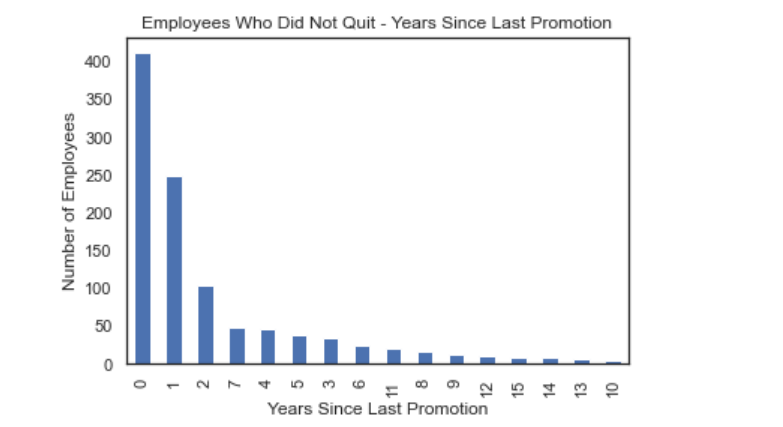 Employees Who Did Not Quit - Years Since Last Promotion
Number of Employees
400
350
300
250
200
150
100
50
0
0 1 2 7 4 5 3 6 11 8 9 12 15 14 13 10
Years Since Last Promotion